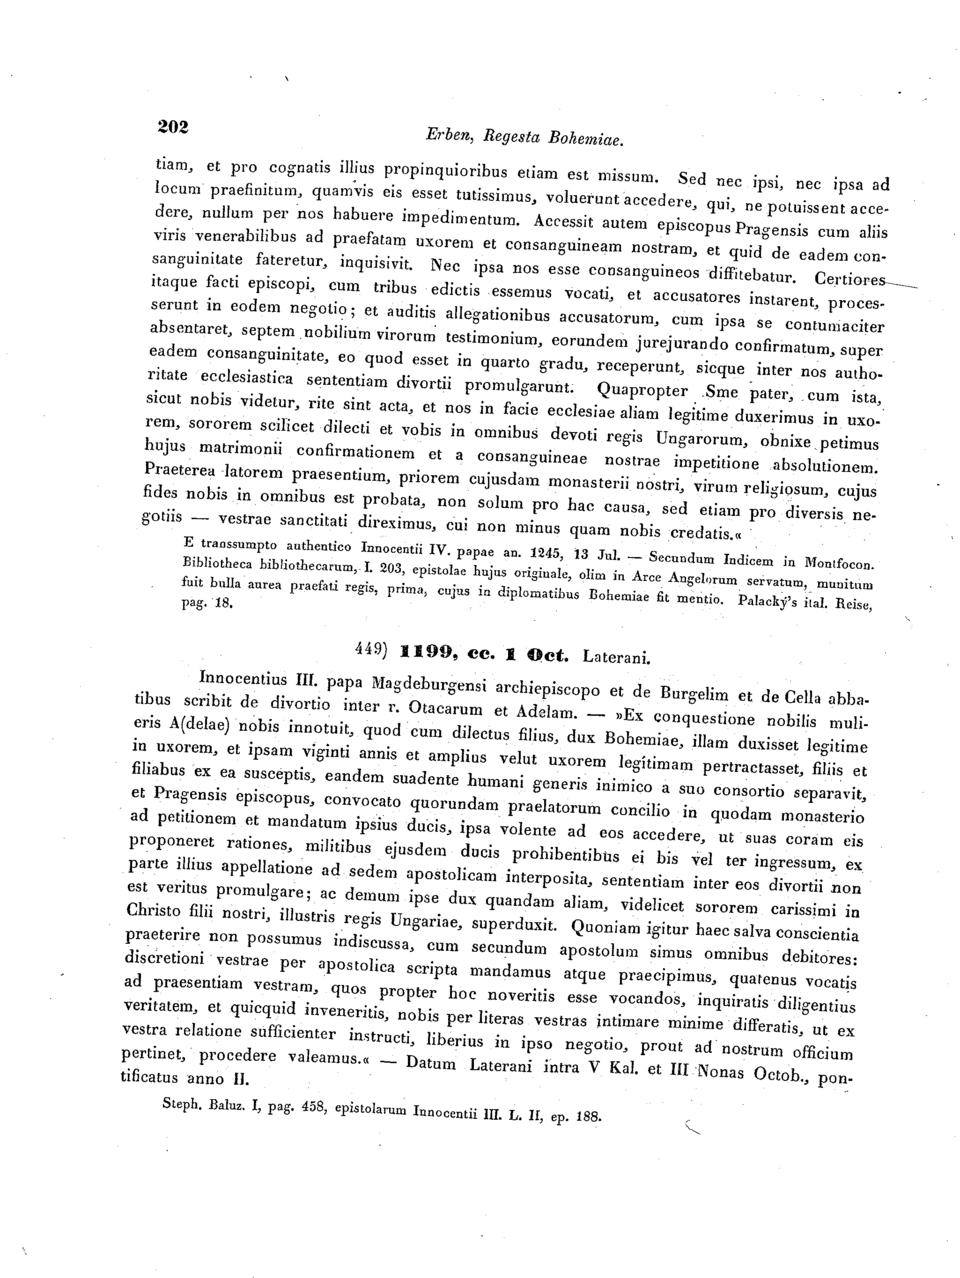 202
Erben, Regesta Bohemiae.
tiam, et pro cognatis illius propinquioribus etiam est missum. Sed nec ipsi, nec ipsa ad
locum praefinitum, quamvis eis esset tutissimus, voluerunt accedere, qui, ne potuissent acce-
dere, nullum per nos habuere impedimentum. Accessit autem episcopus Pragensis cum aliis
viris venerabilibus ad praefatam uxorem et consanguineam nostram, et quid de eadem con-
sanguinitate fateretur, inquisivit. Nec ipsa nos esse consanguineos diffitebatur. Certiores
itaque facti episcopi, cum tribus edictis essemus vocati, et accusatores instarent, proces-
serunt in eodem negotio; et auditis allegationibus accusatorum, cum ipsa se contumaciter
absentaret, septem nobilium virorum testimonium, eorundem jurejurando confirmatum, super
eadem consanguinitate, eo quod esset in quarto gradu, receperunt, sicque inter nos autho-
ritate ecclesiastica sententiam divortii promulgarunt. Quapropter Sme pater, cum ista,
sicut nobis videtur, rite sint acta, et nos in facie ecclesiae aliam legitime duxerimus in uxo-
rem, sororem scilicet dilecti et vobis in omnibus devoti regis Ungarorum, obnixe petimus
hujus matrimonii confirmationem et a consanguineae nostrae impetitione absolutionem.
Praeterea latorem praesentium, priorem cujusdam monasterii nostri, virum religiosum, cujus
fides nobis in omnibus est probata, non solum pro hac causa, sed etiam pro diversis ne-
gotiis — vestrae sanctitati direximus, cui non minus quam nobis credatis.«
E transsumpto authentico Innocentii IV. papae an. 1245, 13 Jul. — Secundum Indicem in Montfocon.
Bibliotheca bibliothecarum, I. 203, epistolae hujus originale, olim in Arce Angelorum servatum, munitum
fuit bulla aurea praefati regis, prima, cujus in diplomatibus Bohemiae fit mentio. Palacký's ital. Reise,
pag. 18.
449) 1199, cc. 1 Oct. Laterani.
Innocentius III. papa Magdeburgensi archiepiscopo et de Burgelim et de Cella abba-
tibus scribit de divortio inter r. Otacarum et Adelam. — »Ex conquestione nobilis muli-
eris A(delae) nobis innotuit, quod cum dilectus filius, dux Bohemiae, illam duxisset legitime
in uxorem, et ipsam viginti annis et amplius velut uxorem legitimam pertractasset, filiis et
filiabus ex ea susceptis, eandem suadente humani generis inimico a suo consortio separavit,
et Pragensis episcopus, convocato quorundam praelatorum concilio in quodam monasterio
ad petitionem et mandatum ipsius ducis, ipsa volente ad eos accedere, ut suas coram eis
proponeret rationes, militibus ejusdem ducis prohibentibus ei bis vel ter ingressum, ex
parte illius appellatione ad sedem apostolicam interposita, sententiam inter eos divortii non
est veritus promulgare; ac demum ipse dux quandam aliam, videlicet sororem carissimi in
Christo filii nostri, illustris regis Ungariae, superduxit. Quoniam igitur haec salva conscientia
praeterire non possumus indiscussa, cum secundum apostolum simus omnibus debitores:
discretioni vestrae per apostolica scripta mandamus atque praecipimus, quatenus vocatis
ad praesentiam vestram, quos propter hoc noveritis esse vocandos, inquiratis diligentius
veritatem, et quicquid inveneritis, nobis per literas vestras intimare minime differatis, ut ex
vestra relatione sufficienter instructi, liberius in ipso negotio, prout ad nostrum officium
pertinet, procedere valeamus.« — Datum Laterani intra V Kal. et III Nonas Octob., pon-
tificatus anno II.
Steph. Baluz. I, pag. 458, epistolarum Innocentii III. L. II, ep. 188.